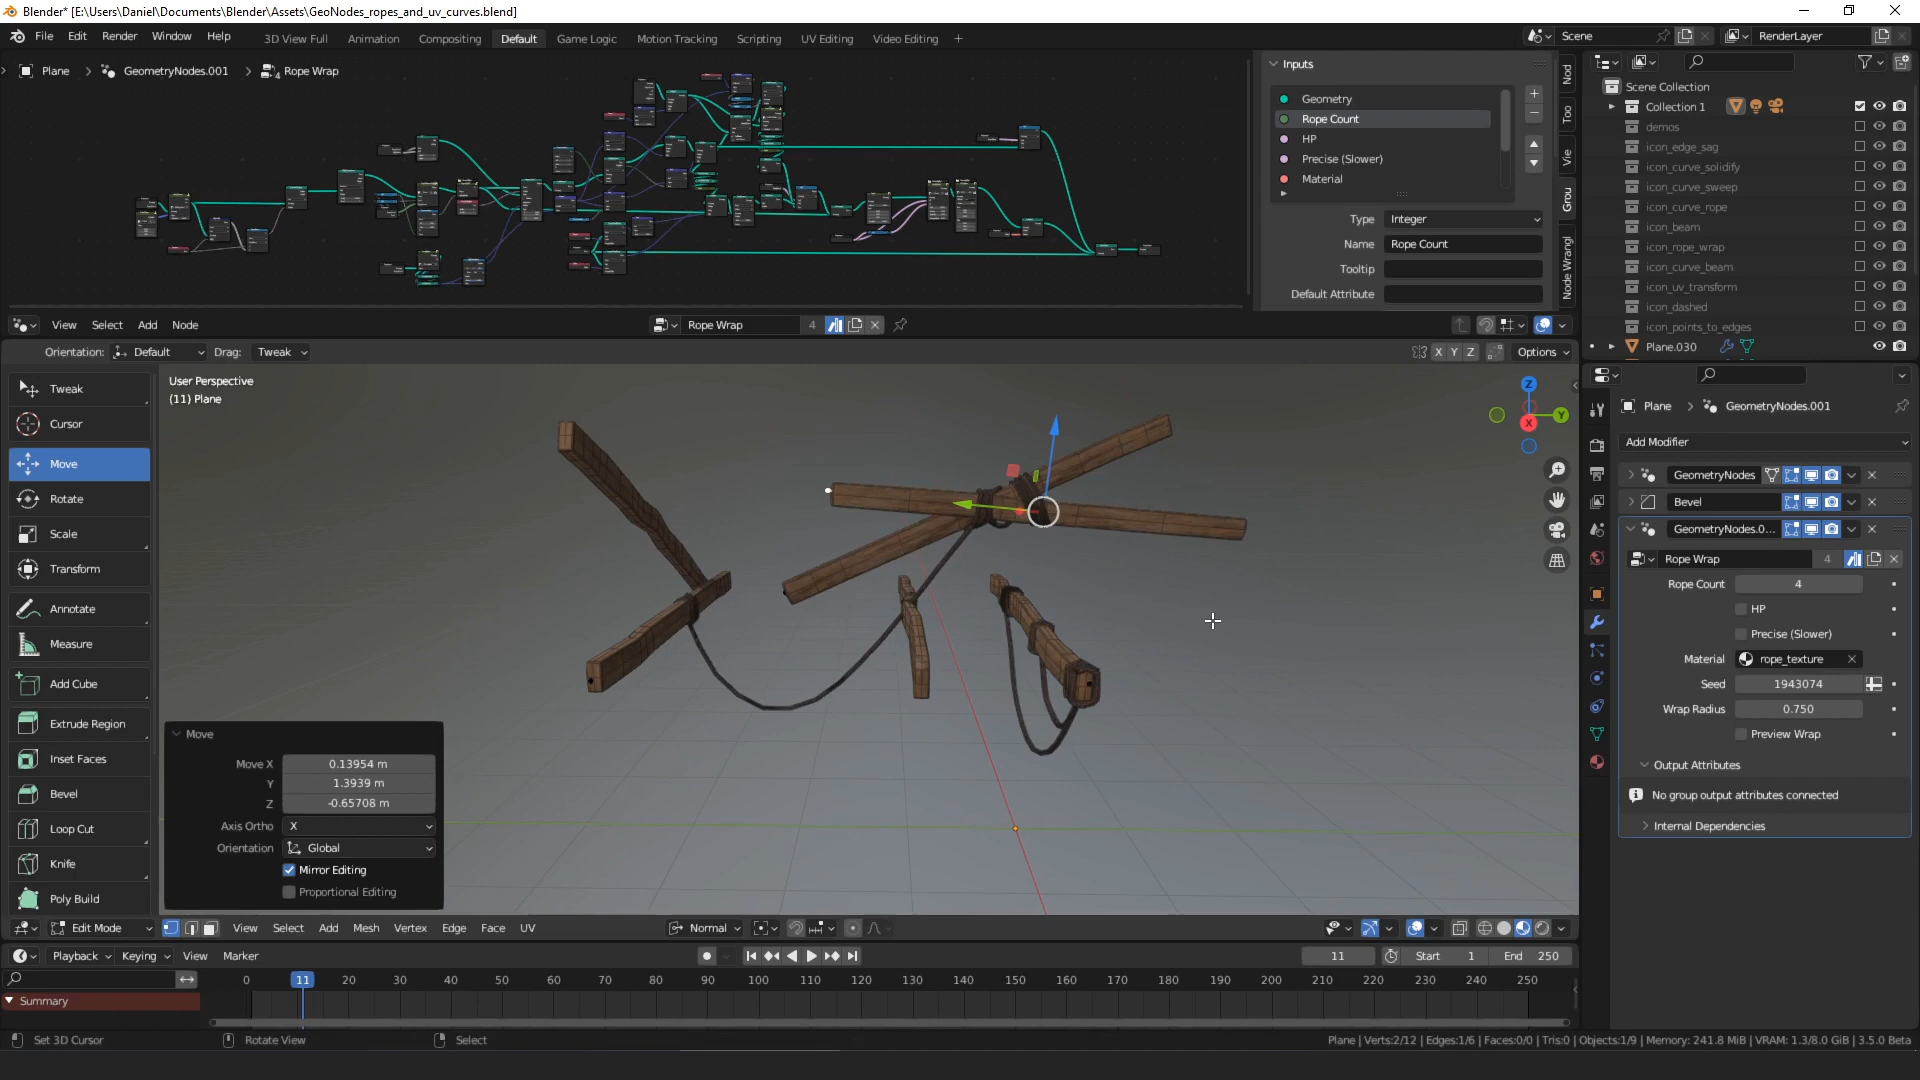 Blender* [E:\Users\Daniel\Documents\Blender\Assets\GeoNodes_ropes_and_uv_curves.blend]
File Edit Render Window Help 3D View Full Animation Compositing Default Game Logic Motion Tracking Scripting UV Editing Video Editing +
Scene RenderLayer
Plane > GeometryNodes.001 > Rope Wrap
Inputs
Geometry
Rope Count
HP
Precise (Slower)
Material
Type Integer
Name Rope Count
Tooltip
Default Attribute
Nod
Too
Vie
Grou
Node Wrangl
View Select Add Node
Rope Wrap 4
Scene Collection
Collection 1
demos
icon_edge_sag
icon_curve_solidify
icon_curve_sweep
icon_curve_rope
icon_beam
icon_rope_wrap
icon_curve_beam
icon_uv_transform
icon_dashed
icon_points_to_edges
Plane.030
Orientation: Default Drag: Tweak
X Y Z Options
Tweak
Cursor
Move
Rotate
Scale
Transform
Annotate
Measure
Add Cube
Extrude Region
Inset Faces
Bevel
Loop Cut
Knife
Poly Build
User Perspective
(11) Plane
Z
Y
X
Move
Move X 0.13954 m
Y 1.3939 m
Z -0.65708 m
Axis Ortho X
Orientation Global
Mirror Editing
Proportional Editing
Plane > GeometryNodes.001
Add Modifier
GeometryNodes
Bevel
GeometryNodes.0...
Rope Wrap 4
Rope Count 4
HP
Precise (Slower)
Material rope_texture
Seed 1943074
Wrap Radius 0.750
Preview Wrap
Output Attributes
No group output attributes connected
Internal Dependencies
Edit Mode View Select Add Mesh Vertex Edge Face UV
Normal
Playback Keying View Marker
11 Start 1 End 250
0 11 20 30 40 50 60 70 80 90 100 110 120 130 140 150 160 170 180 190 200 210 220 230 240 250
Summary
Set 3D Cursor Rotate View Select
Plane | Verts:2/12 | Edges:1/6 | Faces:0/0 | Tris:0 | Objects:1/9 | Memory: 241.8 MiB | VRAM: 1.3/8.0 GiB | 3.5.0 Beta